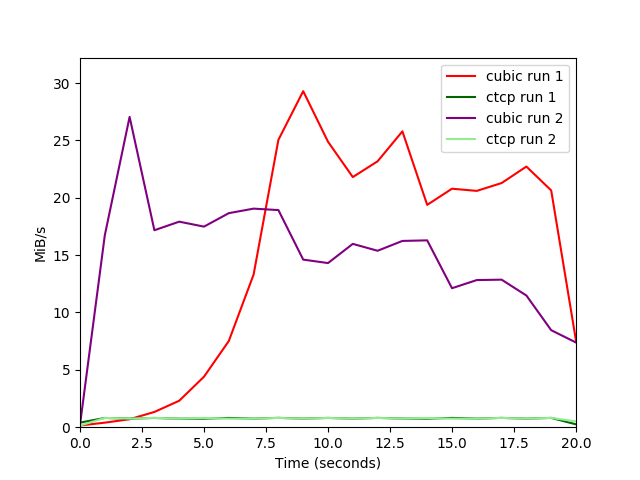 cubic run 1
ctcp run 1
cubic run 2
ctcp run 2
MiB/s
30
25
20
15
10
5
0
0.0 2.5 5.0 7.5 10.0 12.5 15.0 17.5 20.0
Time (seconds)